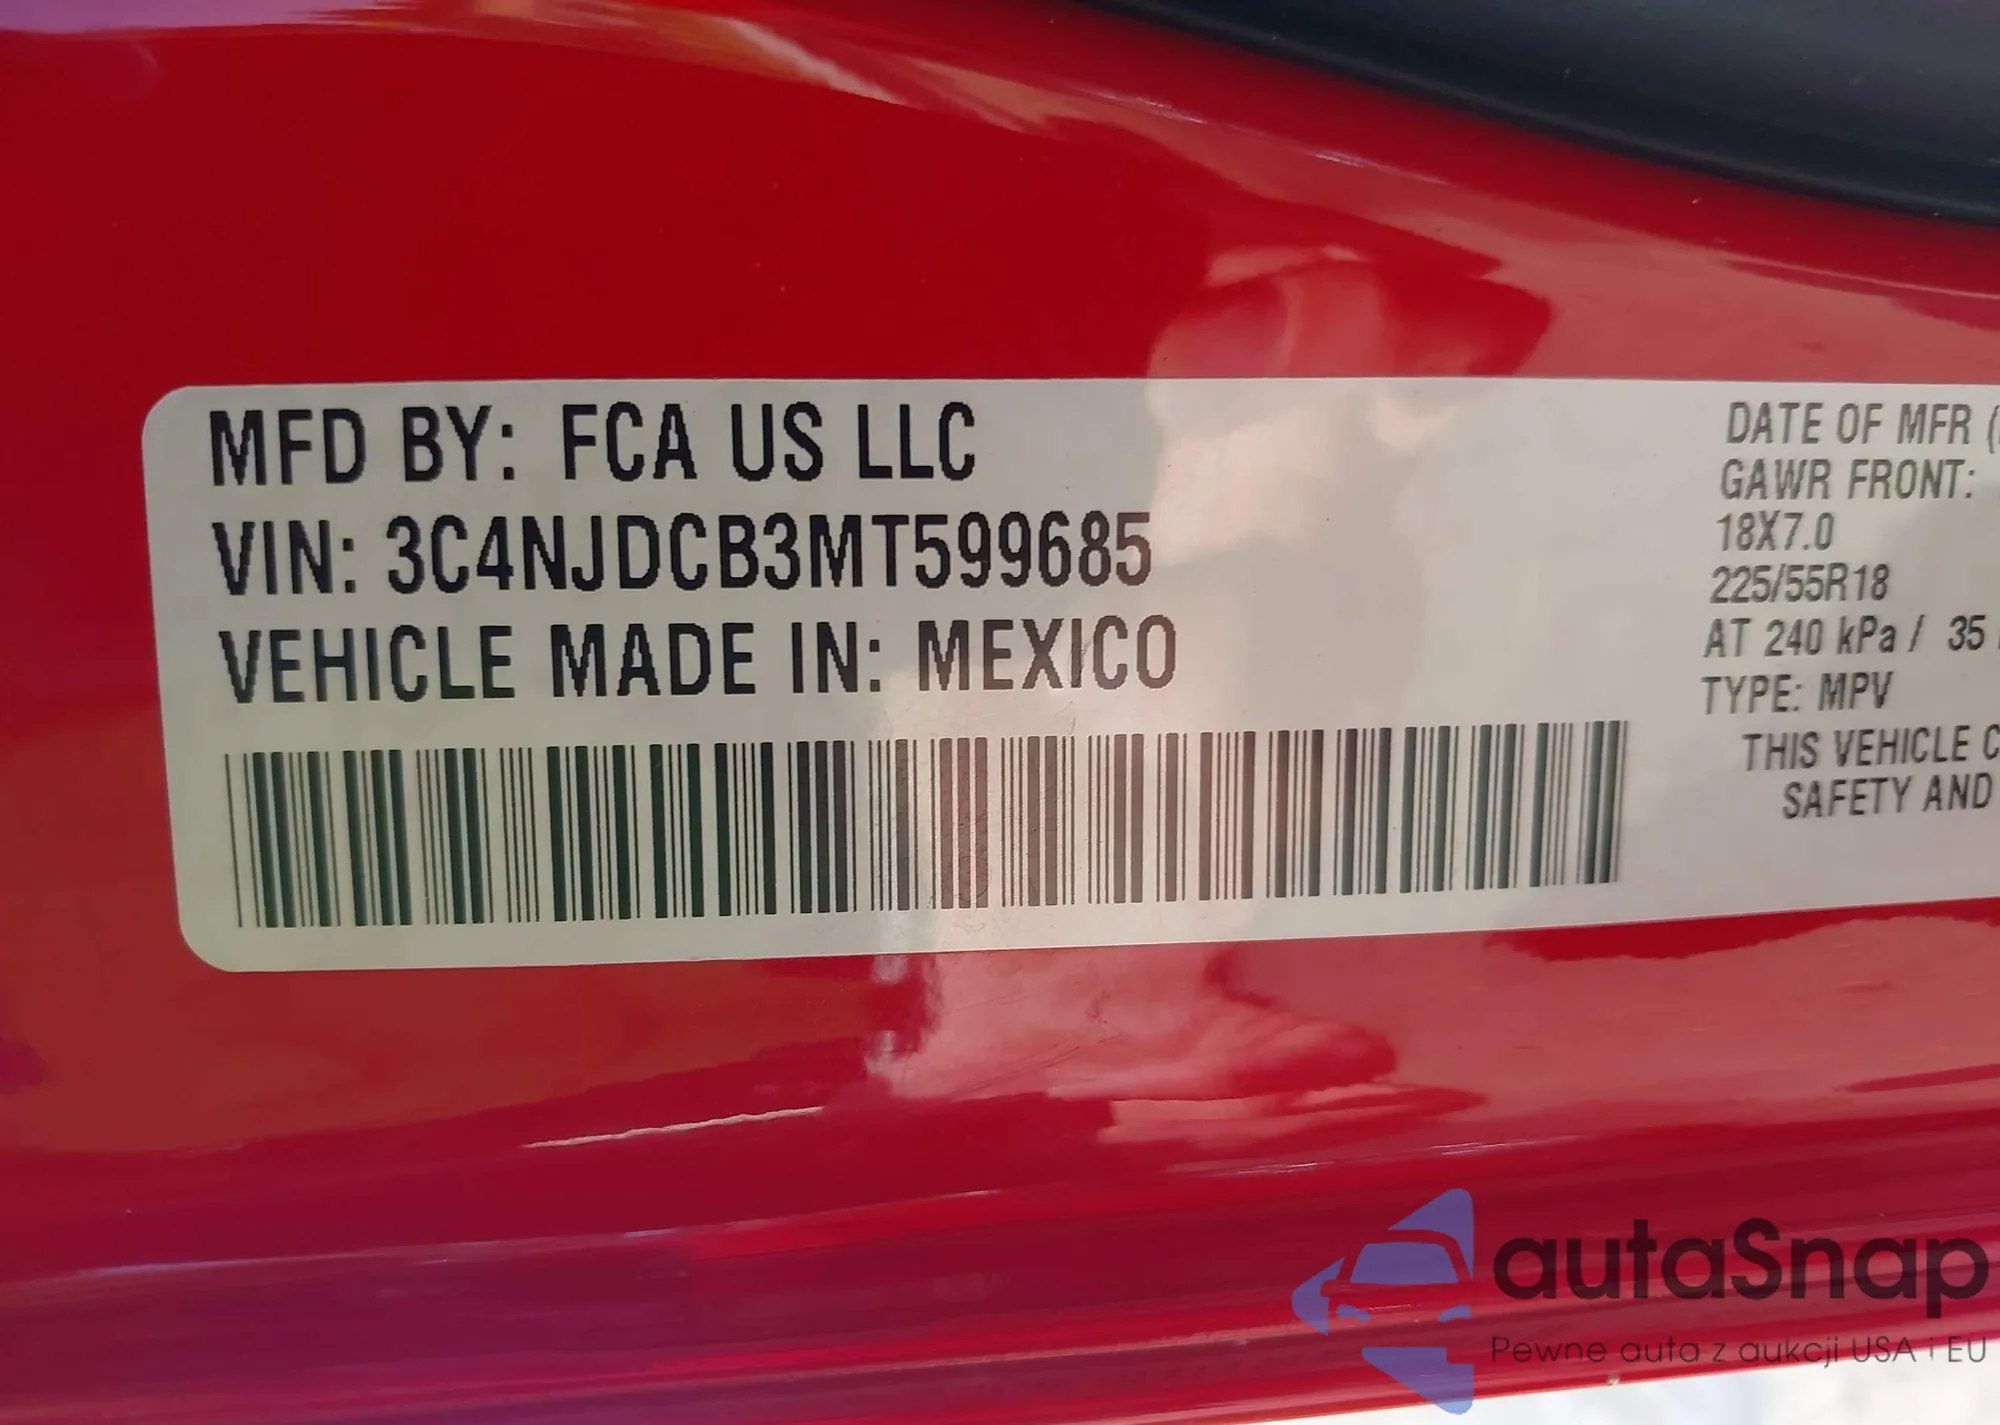 MFD BY: FCA US LLC
VIN: 3C4NJDCB3MT599685
VEHICLE MADE IN: MEXICO
DATE OF MFR (
GAWR FRONT:
18X7.0
225/55R18
AT 240 kPa / 35
TYPE: MPV
THIS VEHICLE C
SAFETY AND
autaSnap
Pewne auta z aukcji USA i EU